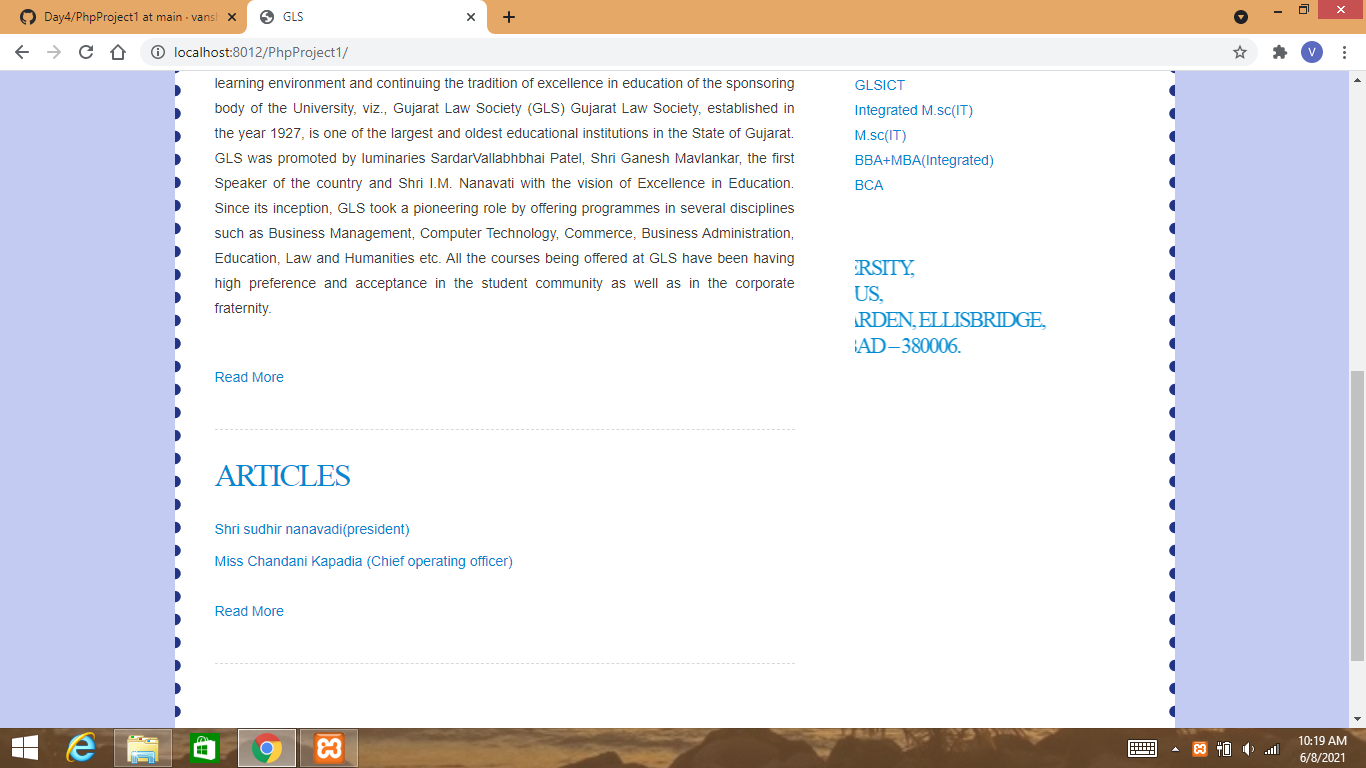 Day4/PhpProject1 at main · vansh
GLS
localhost:8012/PhpProject1/
V
learning environment and continuing the tradition of excellence in education of the sponsoring
body of the University, viz., Gujarat Law Society (GLS) Gujarat Law Society, established in
the year 1927, is one of the largest and oldest educational institutions in the State of Gujarat.
GLS was promoted by luminaries SardarVallabhbhai Patel, Shri Ganesh Mavlankar, the first
Speaker of the country and Shri I.M. Nanavati with the vision of Excellence in Education.
Since its inception, GLS took a pioneering role by offering programmes in several disciplines
such as Business Management, Computer Technology, Commerce, Business Administration,
Education, Law and Humanities etc. All the courses being offered at GLS have been having
high preference and acceptance in the student community as well as in the corporate
fraternity.
Read More
ARTICLES
Shri sudhir nanavadi(president)
Miss Chandani Kapadia (Chief operating officer)
Read More
GLSICT
Integrated M.sc(IT)
M.sc(IT)
BBA+MBA(Integrated)
BCA
ERSITY,
US,
ARDEN, ELLISBRIDGE,
BAD – 380006.
10:19 AM
6/8/2021